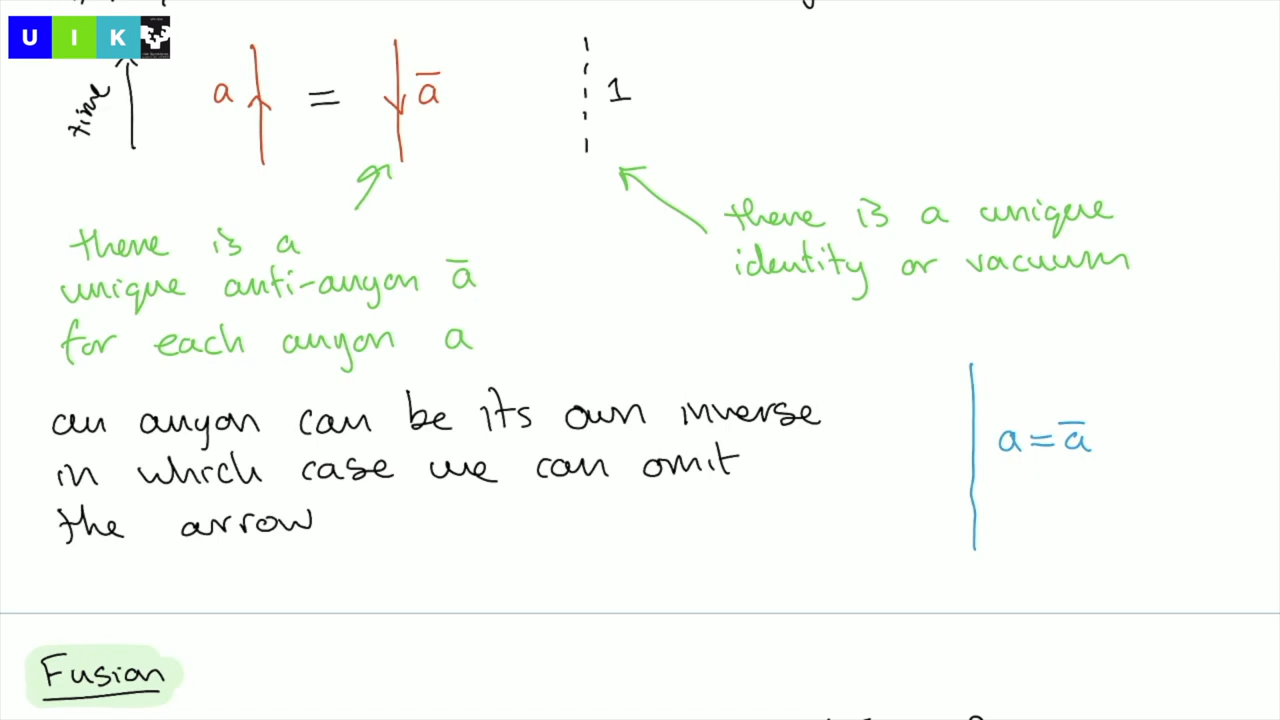 U I K
time
a = ā
1
there is a
unique anti-anyon ā
for each anyon a
there is a unique
identity or vacuum
an anyon can be its own inverse
in which case we can omit
the arrow
a = ā
Fusion